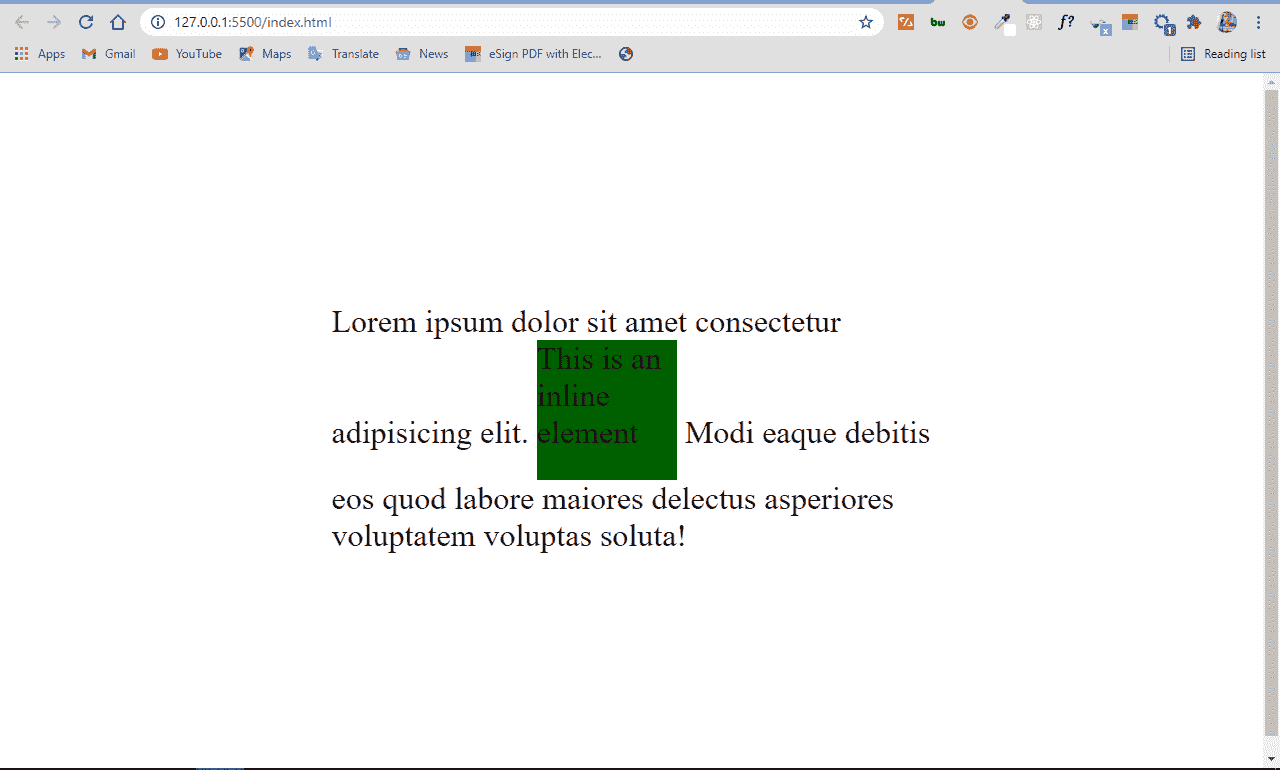 127.0.0.1:5500/index.html
bw
f?
x
Apps
Gmail
YouTube
Maps
Translate
News
eSign PDF with Elec...
Reading list
Lorem ipsum dolor sit amet consectetur
This is an
inline
adipisicing elit. element Modi eaque debitis
eos quod labore maiores delectus asperiores
voluptatem voluptas soluta!